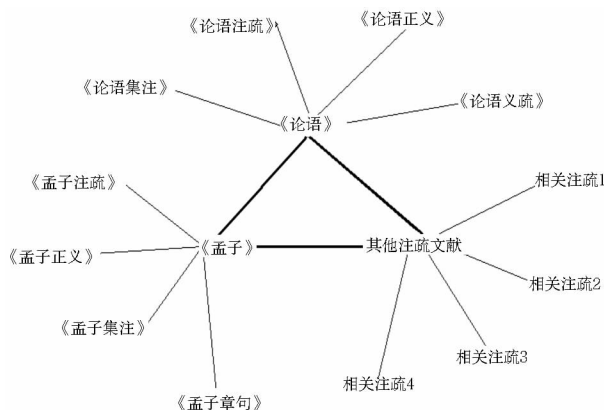 《论语正义》
《论语注疏》
《论语集注》
《论语义疏》
《论语》
《孟子注疏》
相关注疏1
《孟子》
其他注疏文献
《孟子正义》
相关注疏2
《孟子集注》
相关注疏3
相关注疏4
《孟子章句》